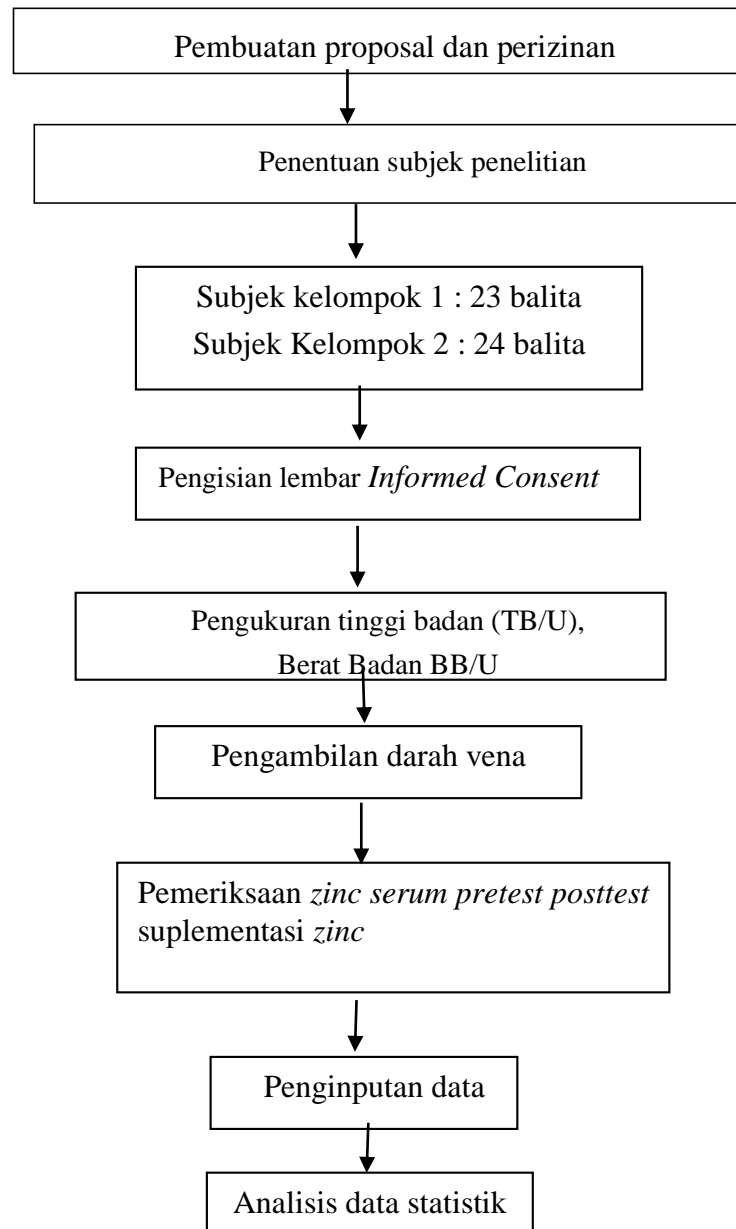 Pembuatan proposal dan perizinan
Penentuan subjek penelitian
Subjek kelompok 1 : 23 balita
Subjek Kelompok 2 : 24 balita
Pengisian lembar Informed Consent
Pengukuran tinggi badan (TB/U),
Berat Badan BB/U
Pengambilan darah vena
Pemeriksaan zinc serum pretest posttest
suplementasi zinc
Penginputan data
Analisis data statistik